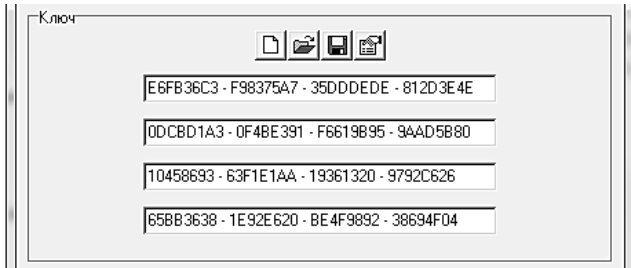 Ключ
E6FB36C3 - F98375A7 - 35DDDEDE - 812D3E4E
0DCBD1A3 - 0F4BE391 - F6619B95 - 9AAD5B80
10458693 - 63F1E1AA - 19361320 - 9792C626
65BB3638 - 1E92E620 - BE4F9892 - 38694F04